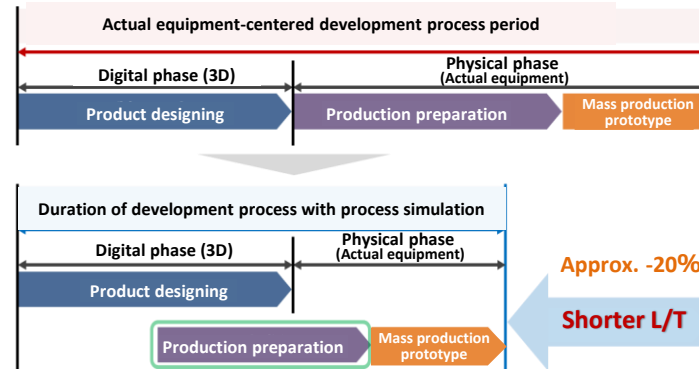 Actual equipment-centered development process period
Digital phase (3D)
Physical phase
(Actual equipment)
Product designing
Production preparation
Mass production
prototype
Duration of development process with process simulation
Digital phase (3D)
Physical phase
(Actual equipment)
Product designing
Production preparation
Mass production
prototype
Approx. -20%
Shorter L/T